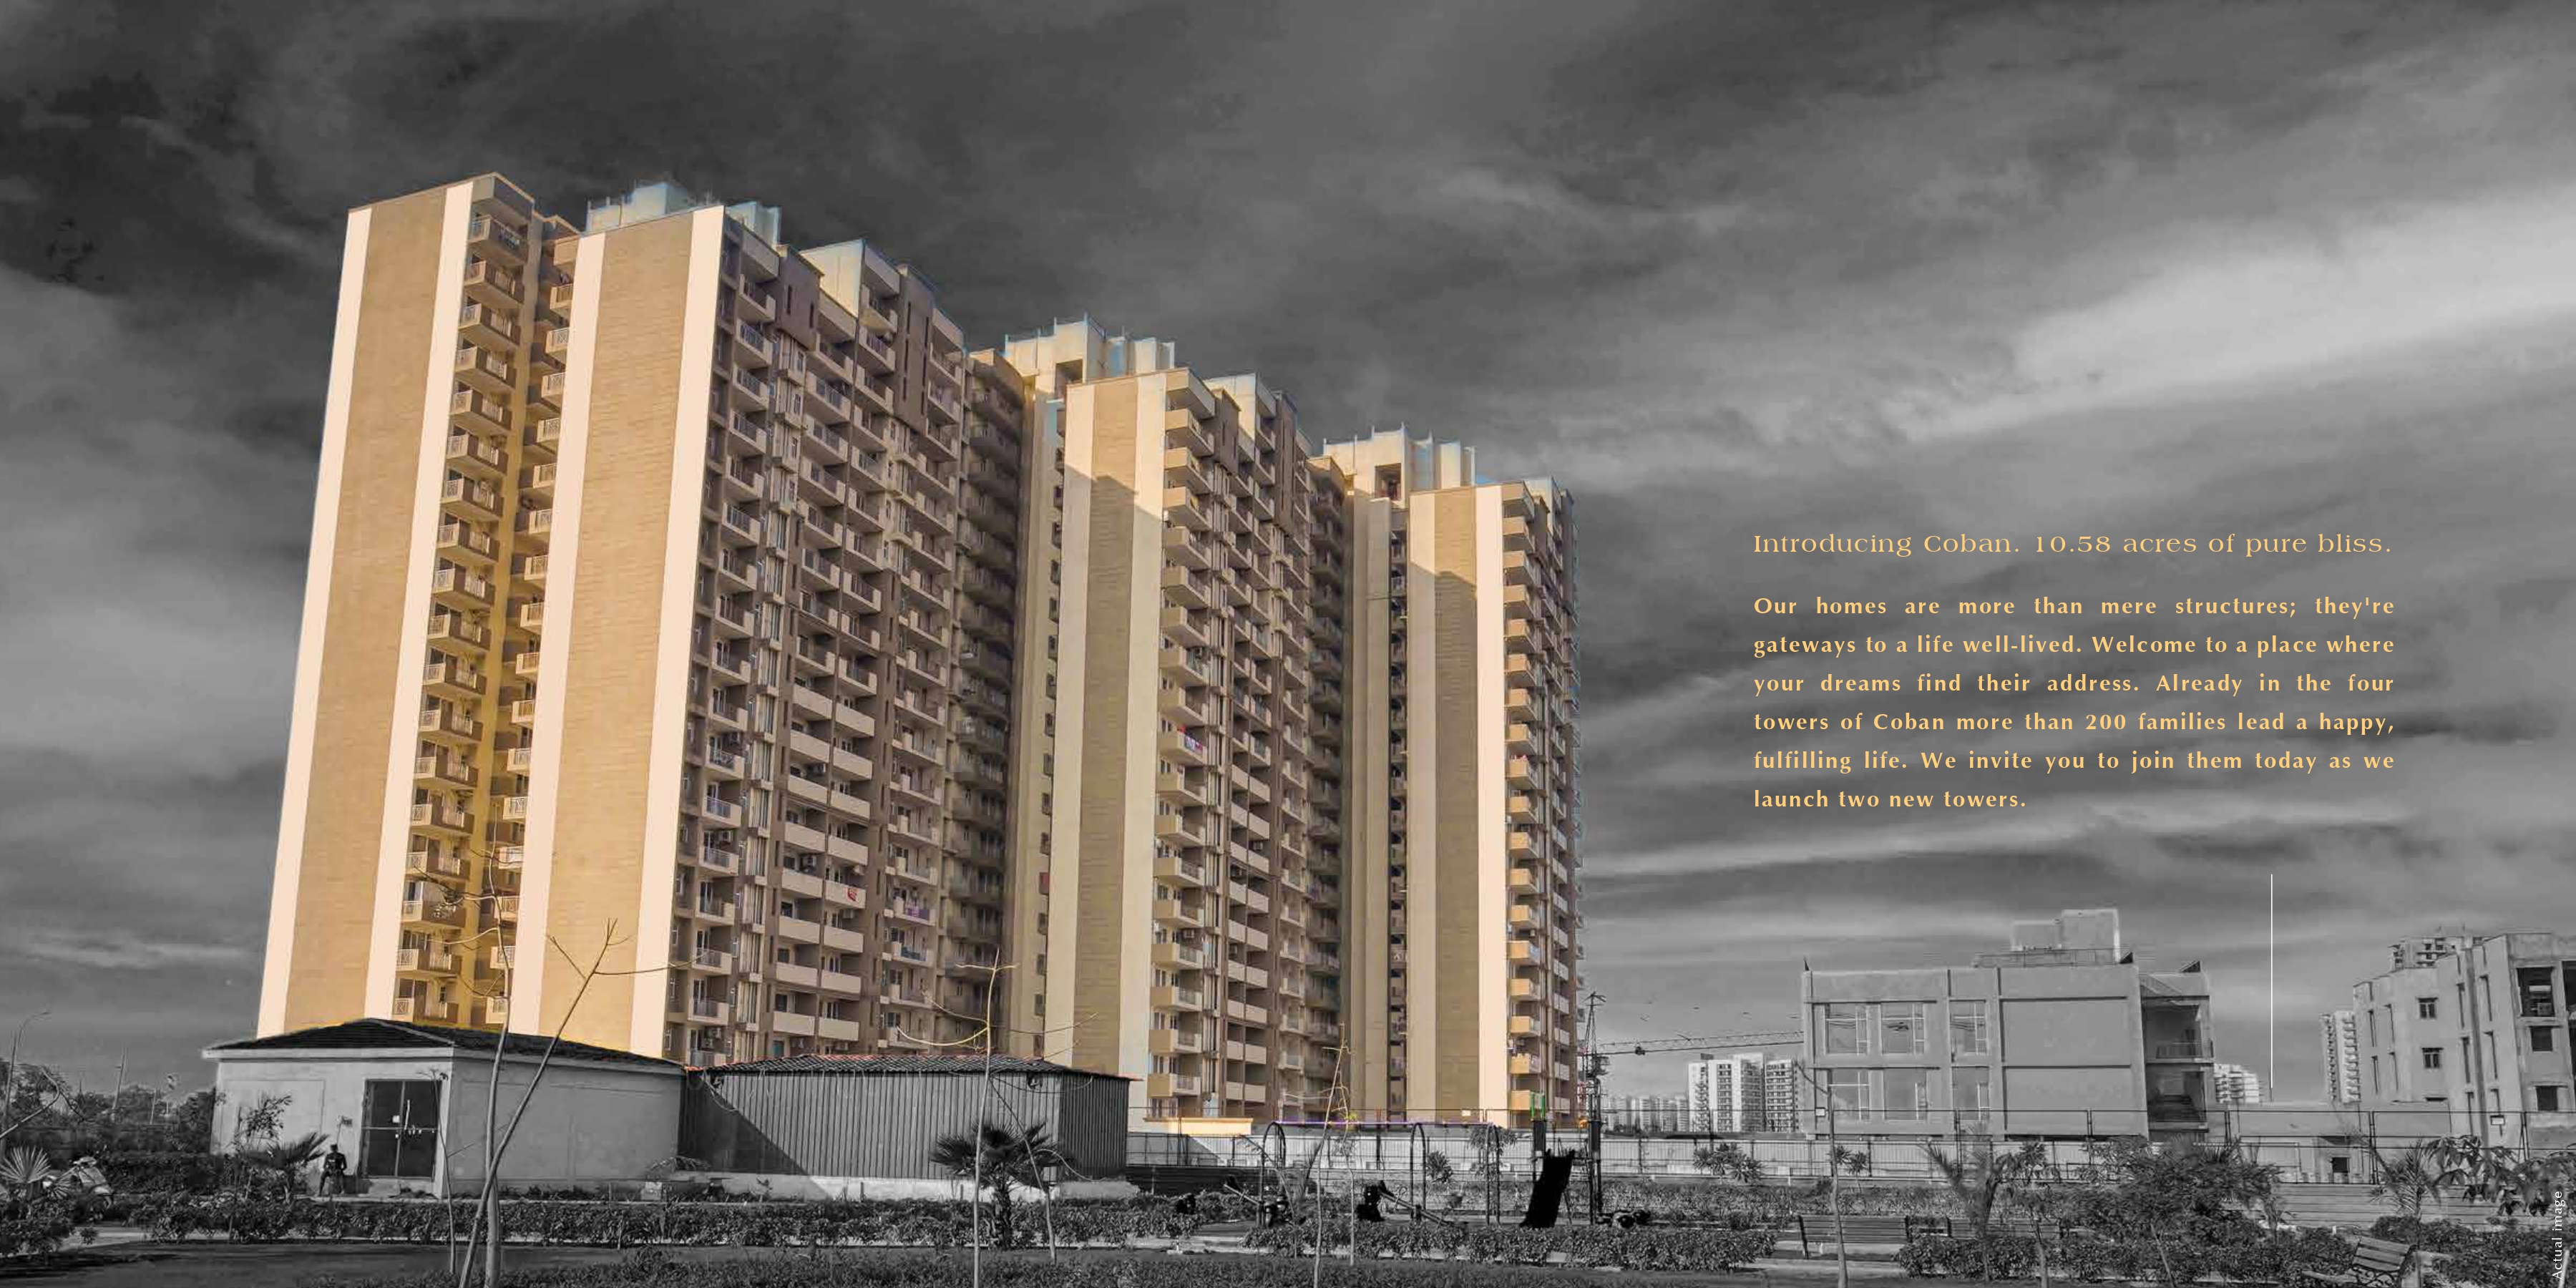 Introducing Coban. 10.58 acres of pure bliss.
Our homes are more than mere structures; they're
gateways to a life well-lived. Welcome to a place where
your dreams find their address. Already in the four
towers of Coban more than 200 families lead a happy,
fulfilling life. We invite you to join them today as we
launch two new towers.
Actual image